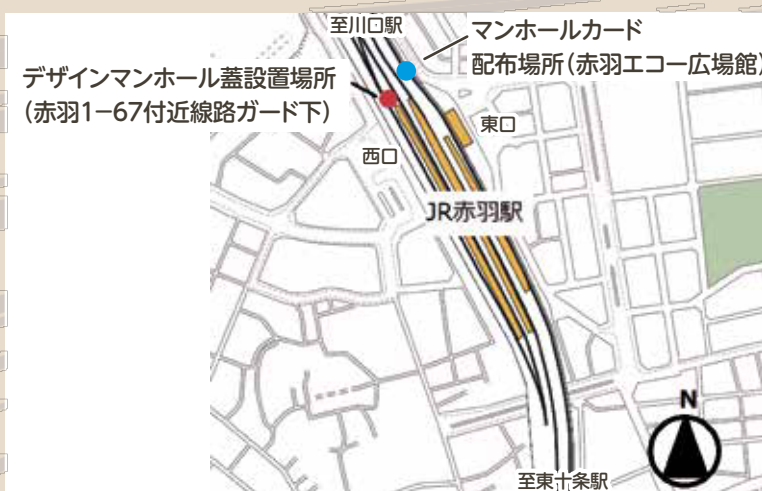 至川口駅
マンホールカード
配布場所(赤羽エコー広場館)
デザインマンホール蓋設置場所
(赤羽1−67付近線路ガード下)
東口
西口
JR赤羽駅
N
至東十条駅